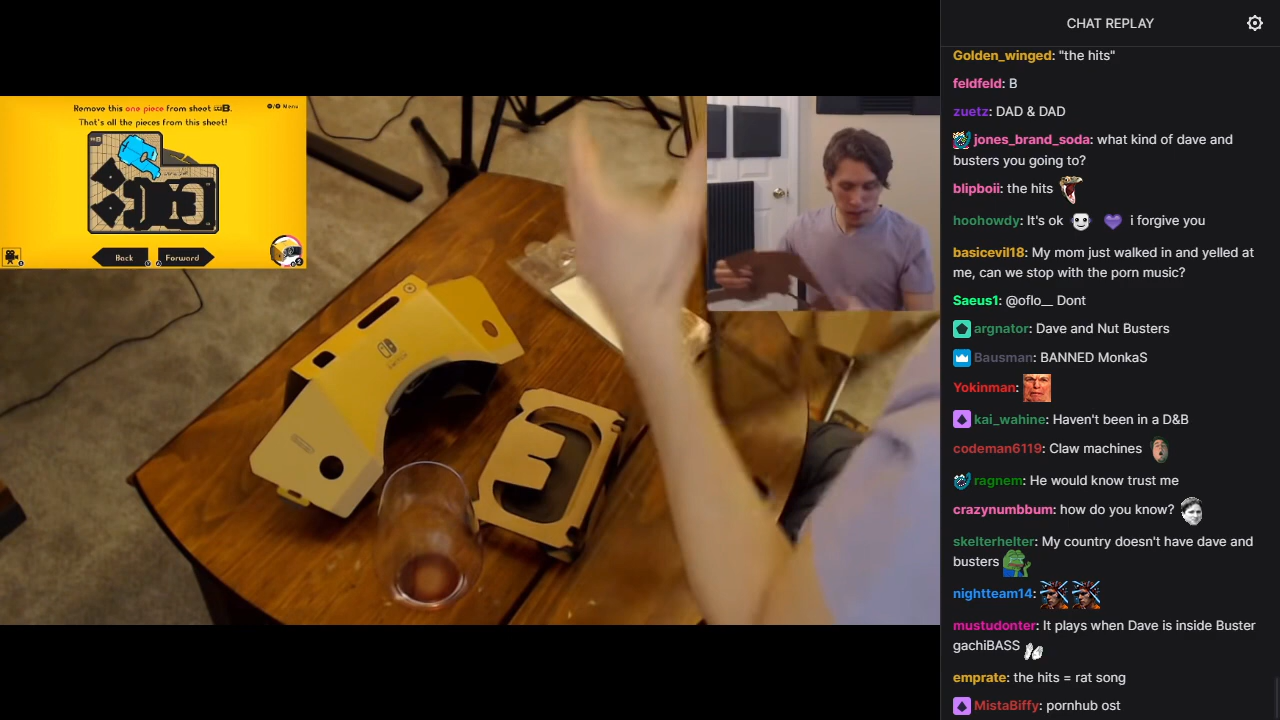 Remove this one piece from sheet B.
Menu
That's all the pieces from this sheet!
Back
Forward
CHAT REPLAY
Golden_winged: "the hits"
feldfeld: B
zuetz: DAD & DAD
jones_brand_soda: what kind of dave and
busters you going to?
blipboii: the hits
hoohowdy: It's ok i forgive you
basicevil18: My mom just walked in and yelled at
me, can we stop with the porn music?
Saeus1: @oflo__ Dont
argnator: Dave and Nut Busters
Bausman: BANNED MonkaS
Yokinman:
kai_wahine: Haven't been in a D&B
codeman6119: Claw machines
ragnem: He would know trust me
crazynumbbum: how do you know?
skelterhelter: My country doesn't have dave and
busters
nightteam14:
mustudonter: It plays when Dave is inside Buster
gachiBASS
emprate: the hits = rat song
MistaBiffy: pornhub ost